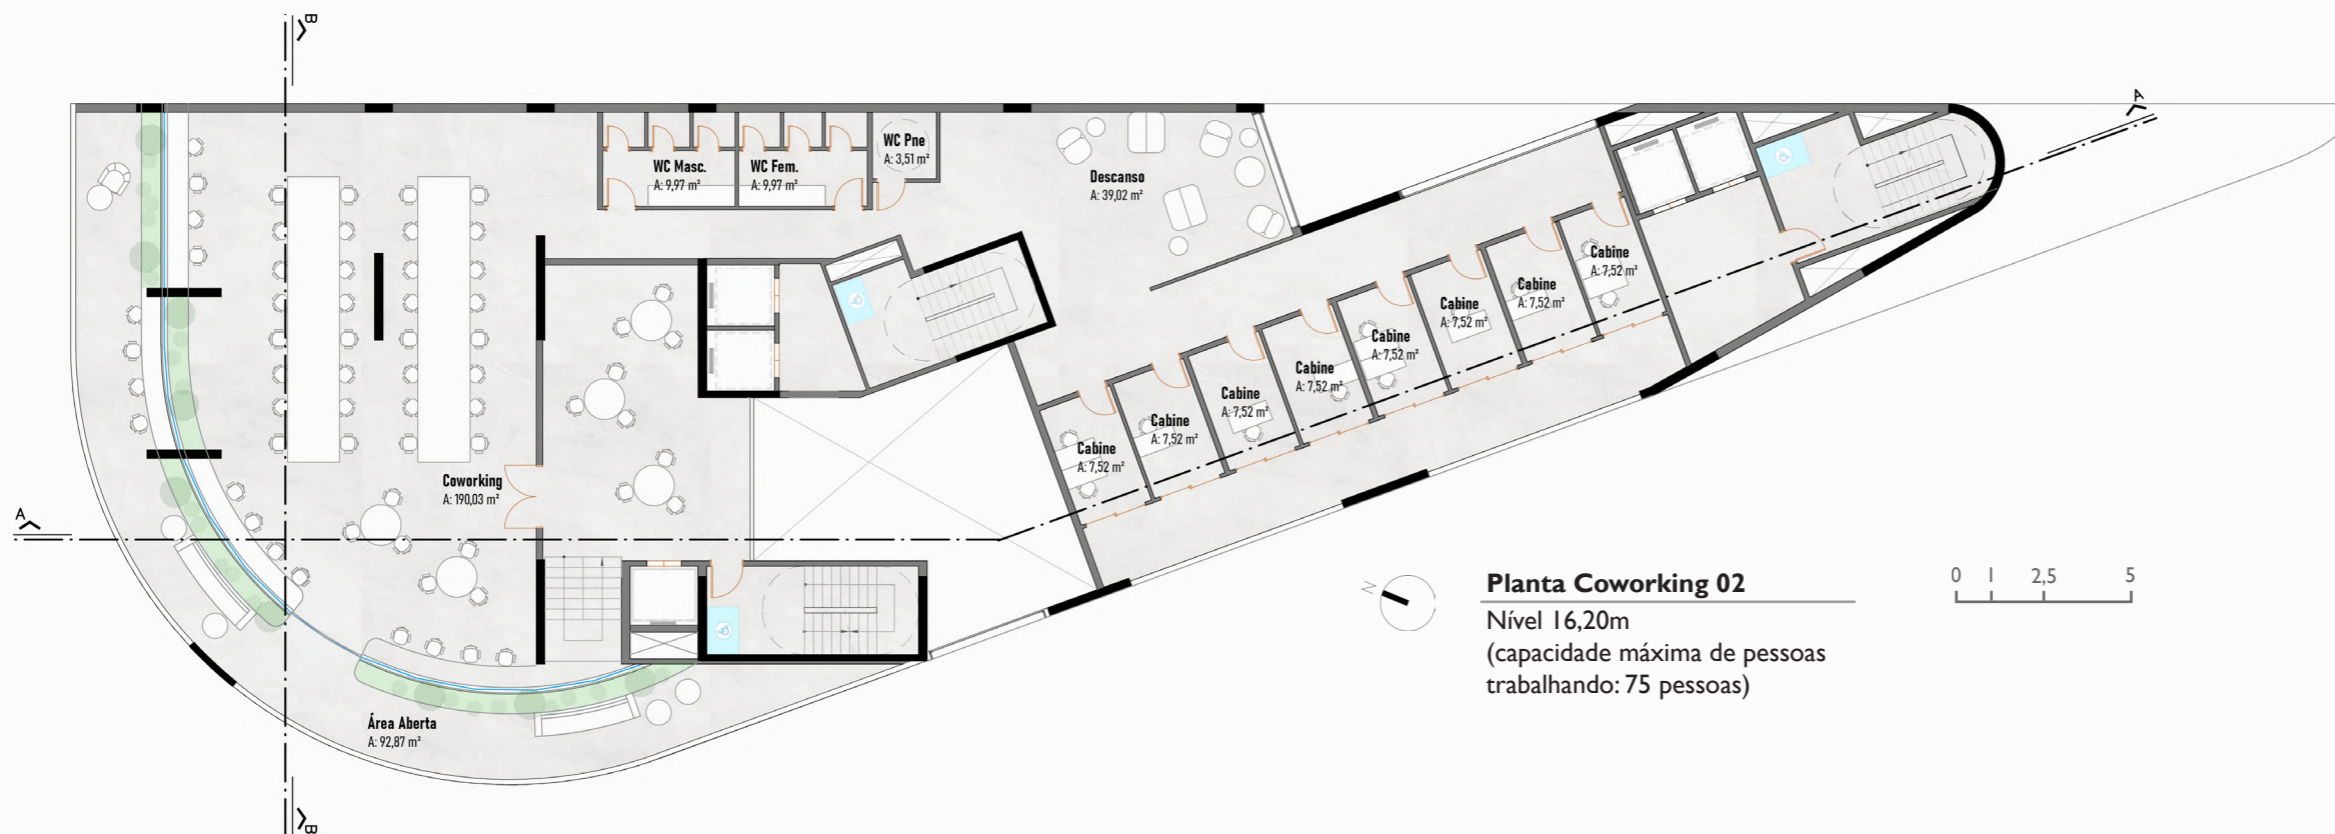 B
A
WC Masc.
A: 9,97 m²
WC Fem.
A: 9,97 m²
WC Pne
A: 3,51 m²
Descanso
A: 39,02 m²
Cabine
A: 7,52 m²
Cabine
A: 7,52 m²
Cabine
A: 7,52 m²
Cabine
A: 7,52 m²
Cabine
A: 7,52 m²
Cabine
A: 7,52 m²
Cabine
A: 7,52 m²
Cabine
A: 7,52 m²
Coworking
A: 190,03 m²
A
Área Aberta
A: 92,87 m²
B
N
Planta Coworking 02
Nível 16,20m
(capacidade máxima de pessoas
trabalhando: 75 pessoas)
0 1 2,5 5